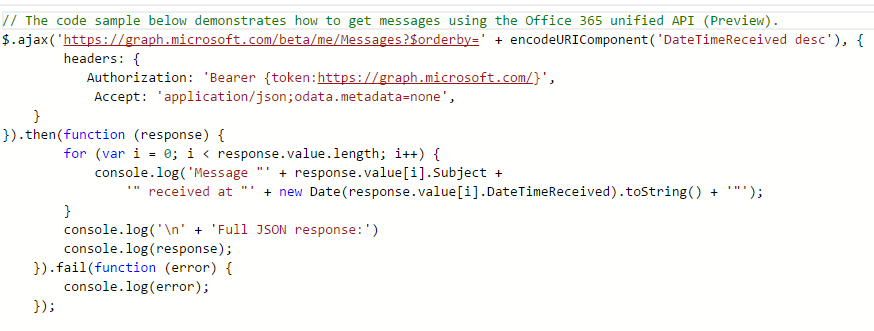 // The code sample below demonstrates how to get messages using the Office 365 unified API (Preview).
$.ajax('https://graph.microsoft.com/beta/me/Messages?$orderby=' + encodeURIComponent('DateTimeReceived desc'), {
        headers: {
           Authorization: 'Bearer {token:https://graph.microsoft.com/}',
            Accept: 'application/json;odata.metadata=none',
    }
}).then(function (response) {
        for (var i = 0; i < response.value.length; i++) {
            console.log('Message "' + response.value[i].Subject +
                '" received at "' + new Date(response.value[i].DateTimeReceived).toString() + '"');
        }
        console.log('\n' + 'Full JSON response:')
        console.log(response);
    }).fail(function (error) {
        console.log(error);
    });